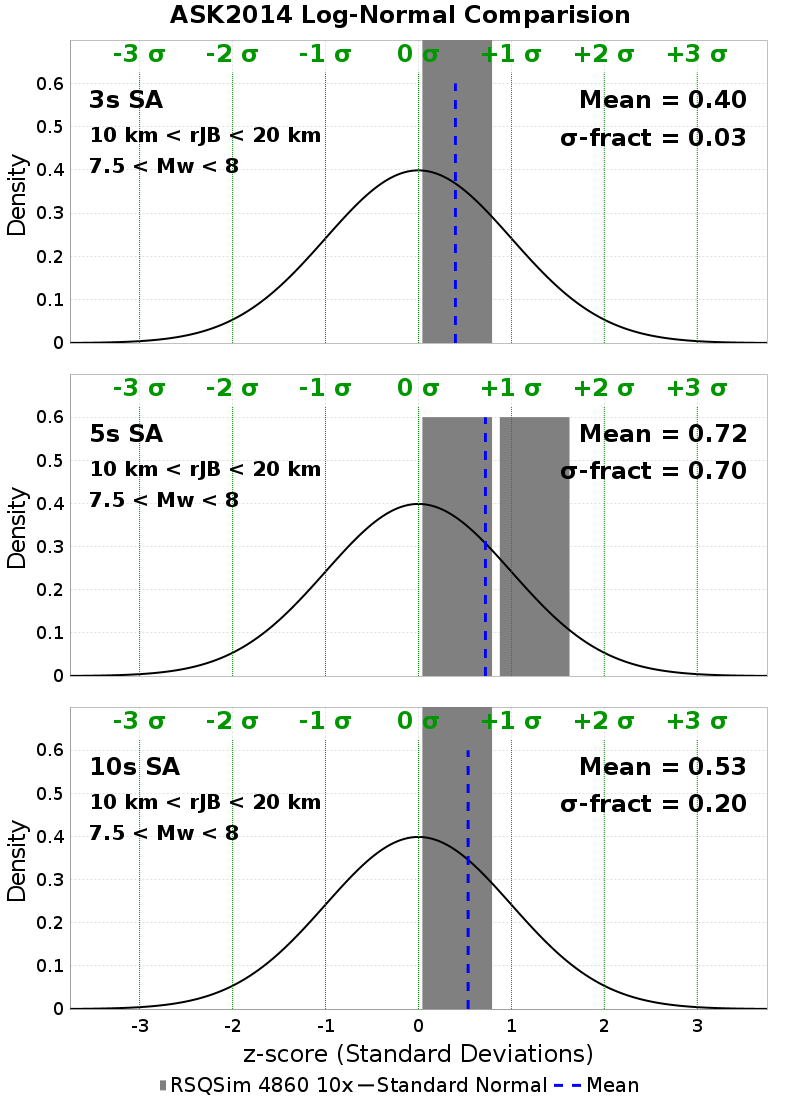 ASK2014 Log-Normal Comparision
-3 σ -2 σ -1 σ 0 σ +1 σ +2 σ +3 σ
3s SA
10 km < rJB < 20 km
7.5 < Mw < 8
Mean = 0.40
σ-fract = 0.03
Density
0.6
0.5
0.4
0.3
0.2
0.1
0
-3 σ -2 σ -1 σ 0 σ +1 σ +2 σ +3 σ
5s SA
10 km < rJB < 20 km
7.5 < Mw < 8
Mean = 0.72
σ-fract = 0.70
Density
0.6
0.5
0.4
0.3
0.2
0.1
0
-3 σ -2 σ -1 σ 0 σ +1 σ +2 σ +3 σ
10s SA
10 km < rJB < 20 km
7.5 < Mw < 8
Mean = 0.53
σ-fract = 0.20
Density
0.6
0.5
0.4
0.3
0.2
0.1
0
-3 -2 -1 0 1 2 3
z-score (Standard Deviations)
RSQSim 4860 10x Standard Normal Mean